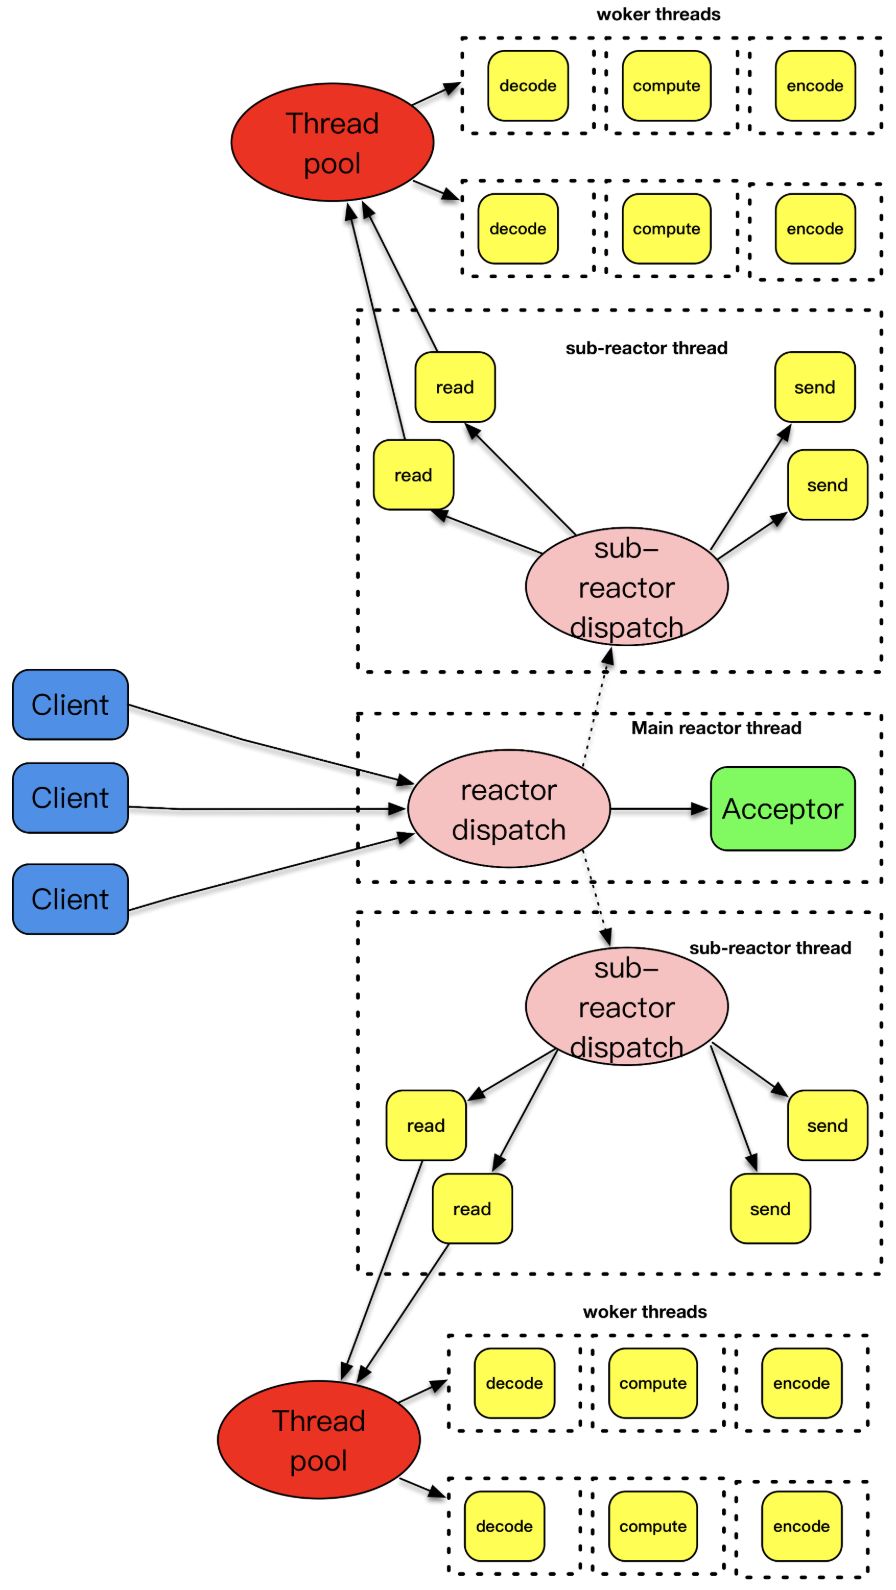 woker threads
decode
compute
encode
Thread
pool
decode
compute
encode
sub-reactor thread
read
send
read
send
sub-
reactor
dispatch
Client
Main reactor thread
Client
reactor
dispatch
Acceptor
Client
sub-reactor thread
sub-
reactor
dispatch
read
send
read
send
woker threads
decode
compute
encode
Thread
pool
decode
compute
encode